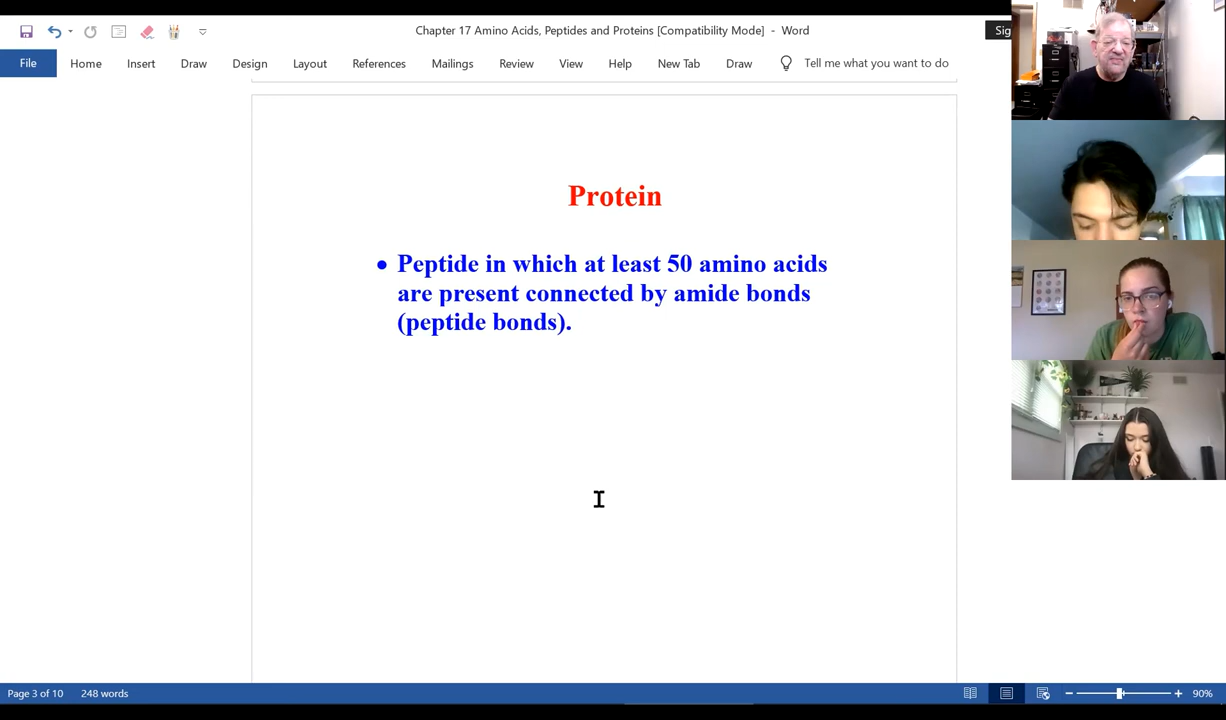 Chapter 17 Amino Acids, Peptides and Proteins [Compatibility Mode] - Word
Sig
File Home Insert Draw Design Layout References Mailings Review View Help New Tab Draw Tell me what you want to do
Protein
• Peptide in which at least 50 amino acids
are present connected by amide bonds
(peptide bonds).
Page 3 of 10 248 words 90%